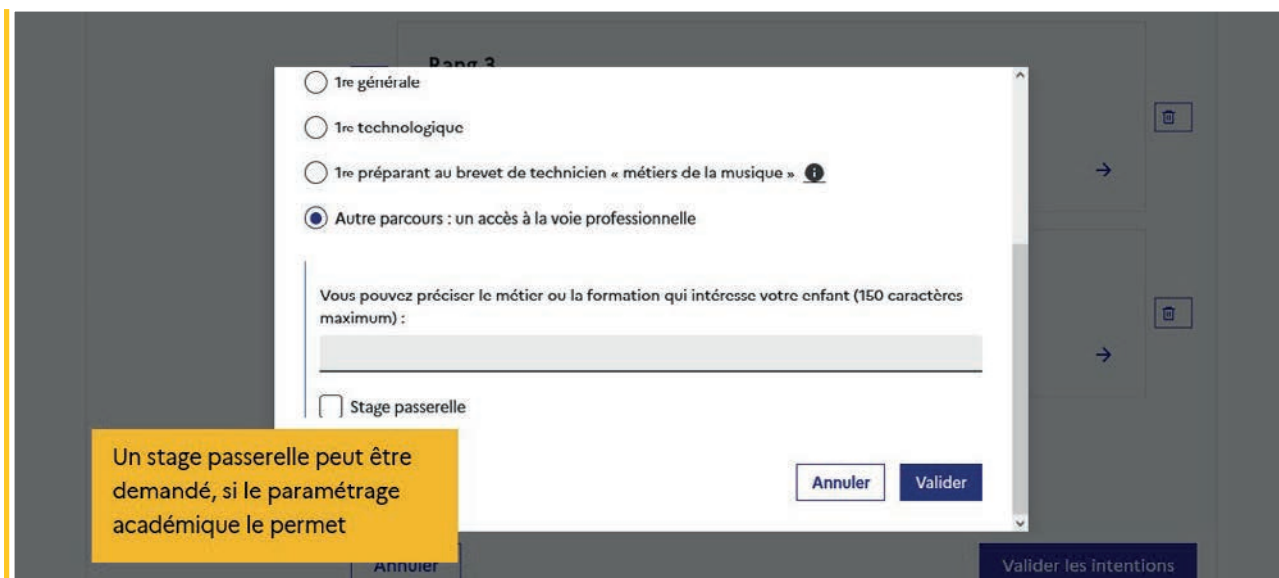 Rang 3
1re générale
1re technologique
1re préparant au brevet de technicien « métiers de la musique »
Autre parcours : un accès à la voie professionnelle
Vous pouvez préciser le métier ou la formation qui intéresse votre enfant (150 caractères
maximum) :
Stage passerelle
Un stage passerelle peut être
demandé, si le paramétrage
académique le permet
Annuler
Valider
Annuler
Valider les intentions